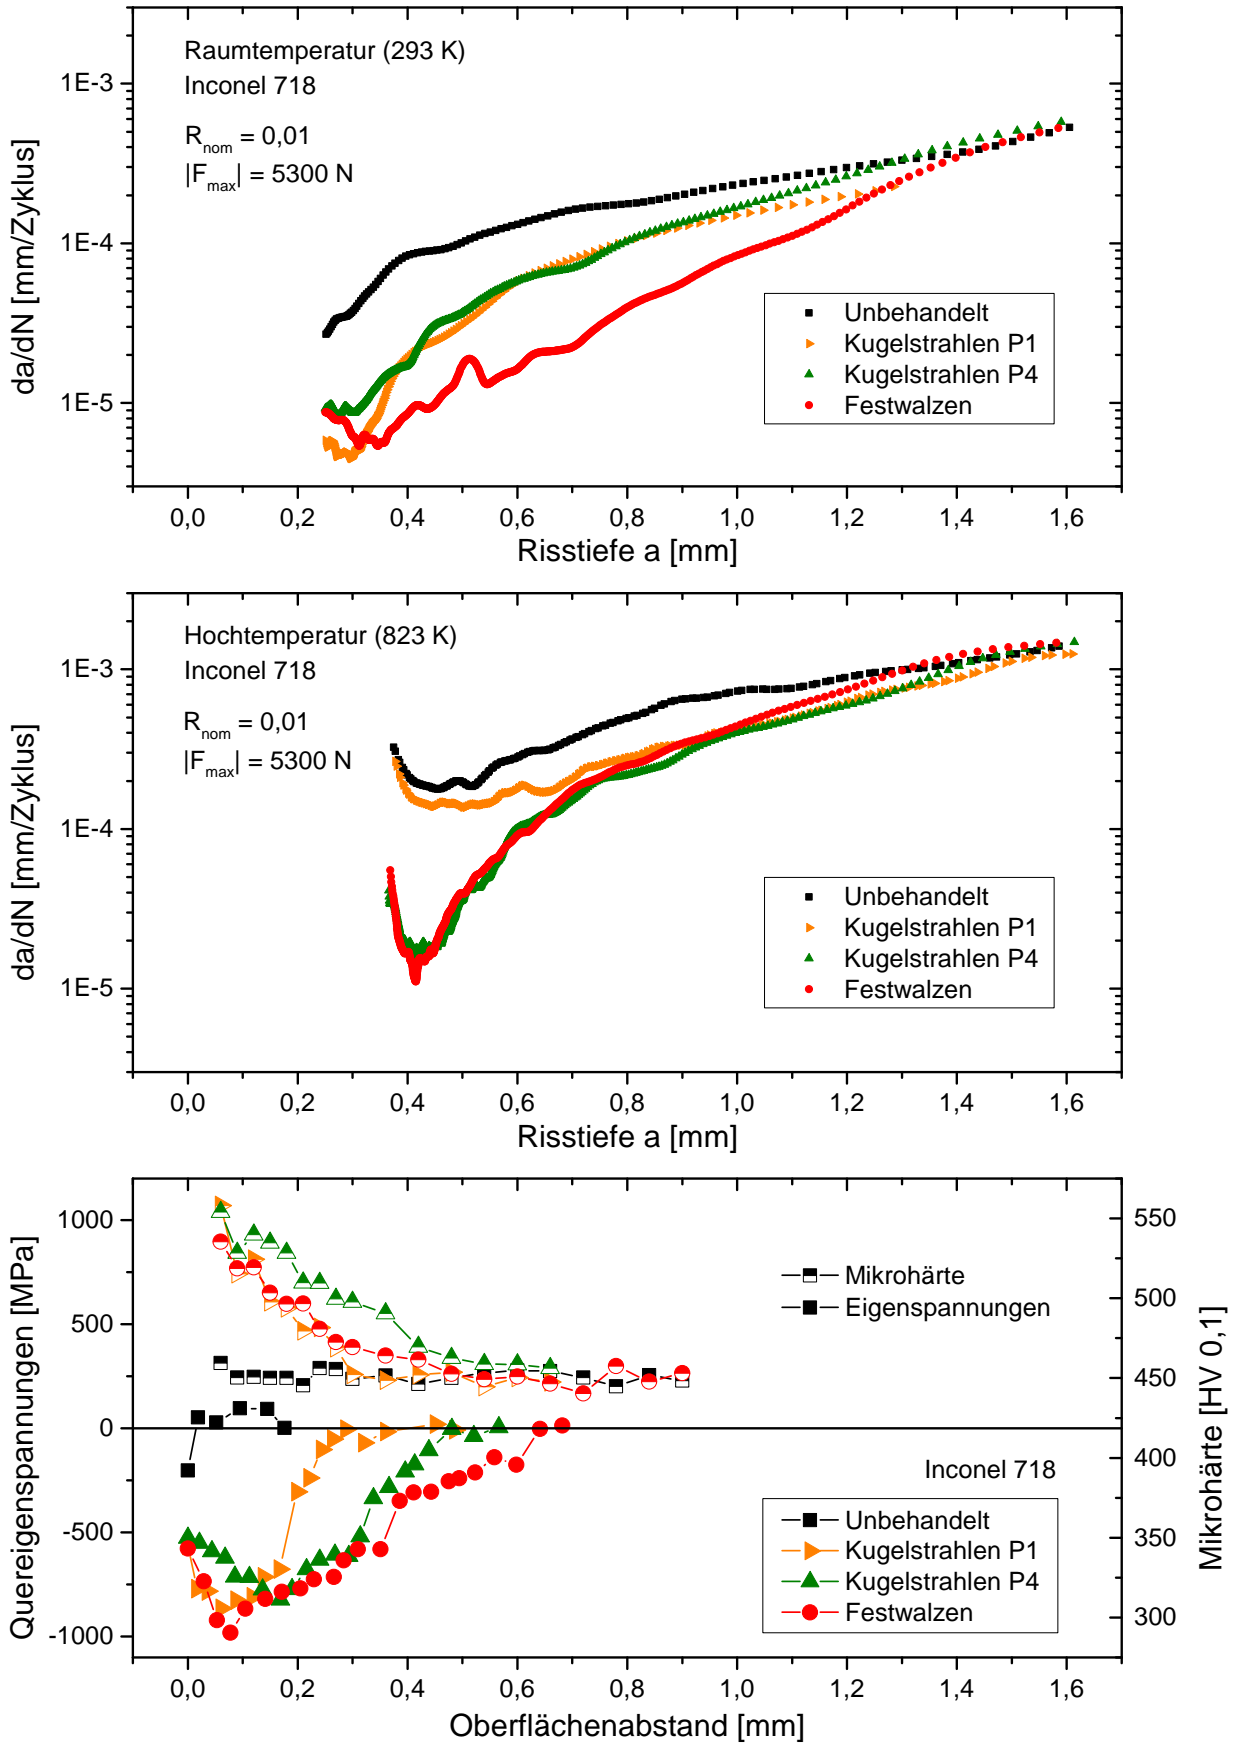 Raumtemperatur (293 K)
Inconel 718
R_nom = 0,01
|F_max| = 5300 N
1E-3
1E-4
1E-5
da/dN [mm/Zyklus]
Unbehandelt
Kugelstrahlen P1
Kugelstrahlen P4
Festwalzen
0,0 0,2 0,4 0,6 0,8 1,0 1,2 1,4 1,6
Risstiefe a [mm]
Hochtemperatur (823 K)
Inconel 718
R_nom = 0,01
|F_max| = 5300 N
1E-3
1E-4
1E-5
da/dN [mm/Zyklus]
Unbehandelt
Kugelstrahlen P1
Kugelstrahlen P4
Festwalzen
0,0 0,2 0,4 0,6 0,8 1,0 1,2 1,4 1,6
Risstiefe a [mm]
1000
500
0
-500
-1000
Quereigenspannungen [MPa]
Mikrohärte
Eigenspannungen
Inconel 718
Unbehandelt
Kugelstrahlen P1
Kugelstrahlen P4
Festwalzen
550
500
450
400
350
300
Mikrohärte [HV 0,1]
0,0 0,2 0,4 0,6 0,8 1,0 1,2 1,4 1,6
Oberflächenabstand [mm]